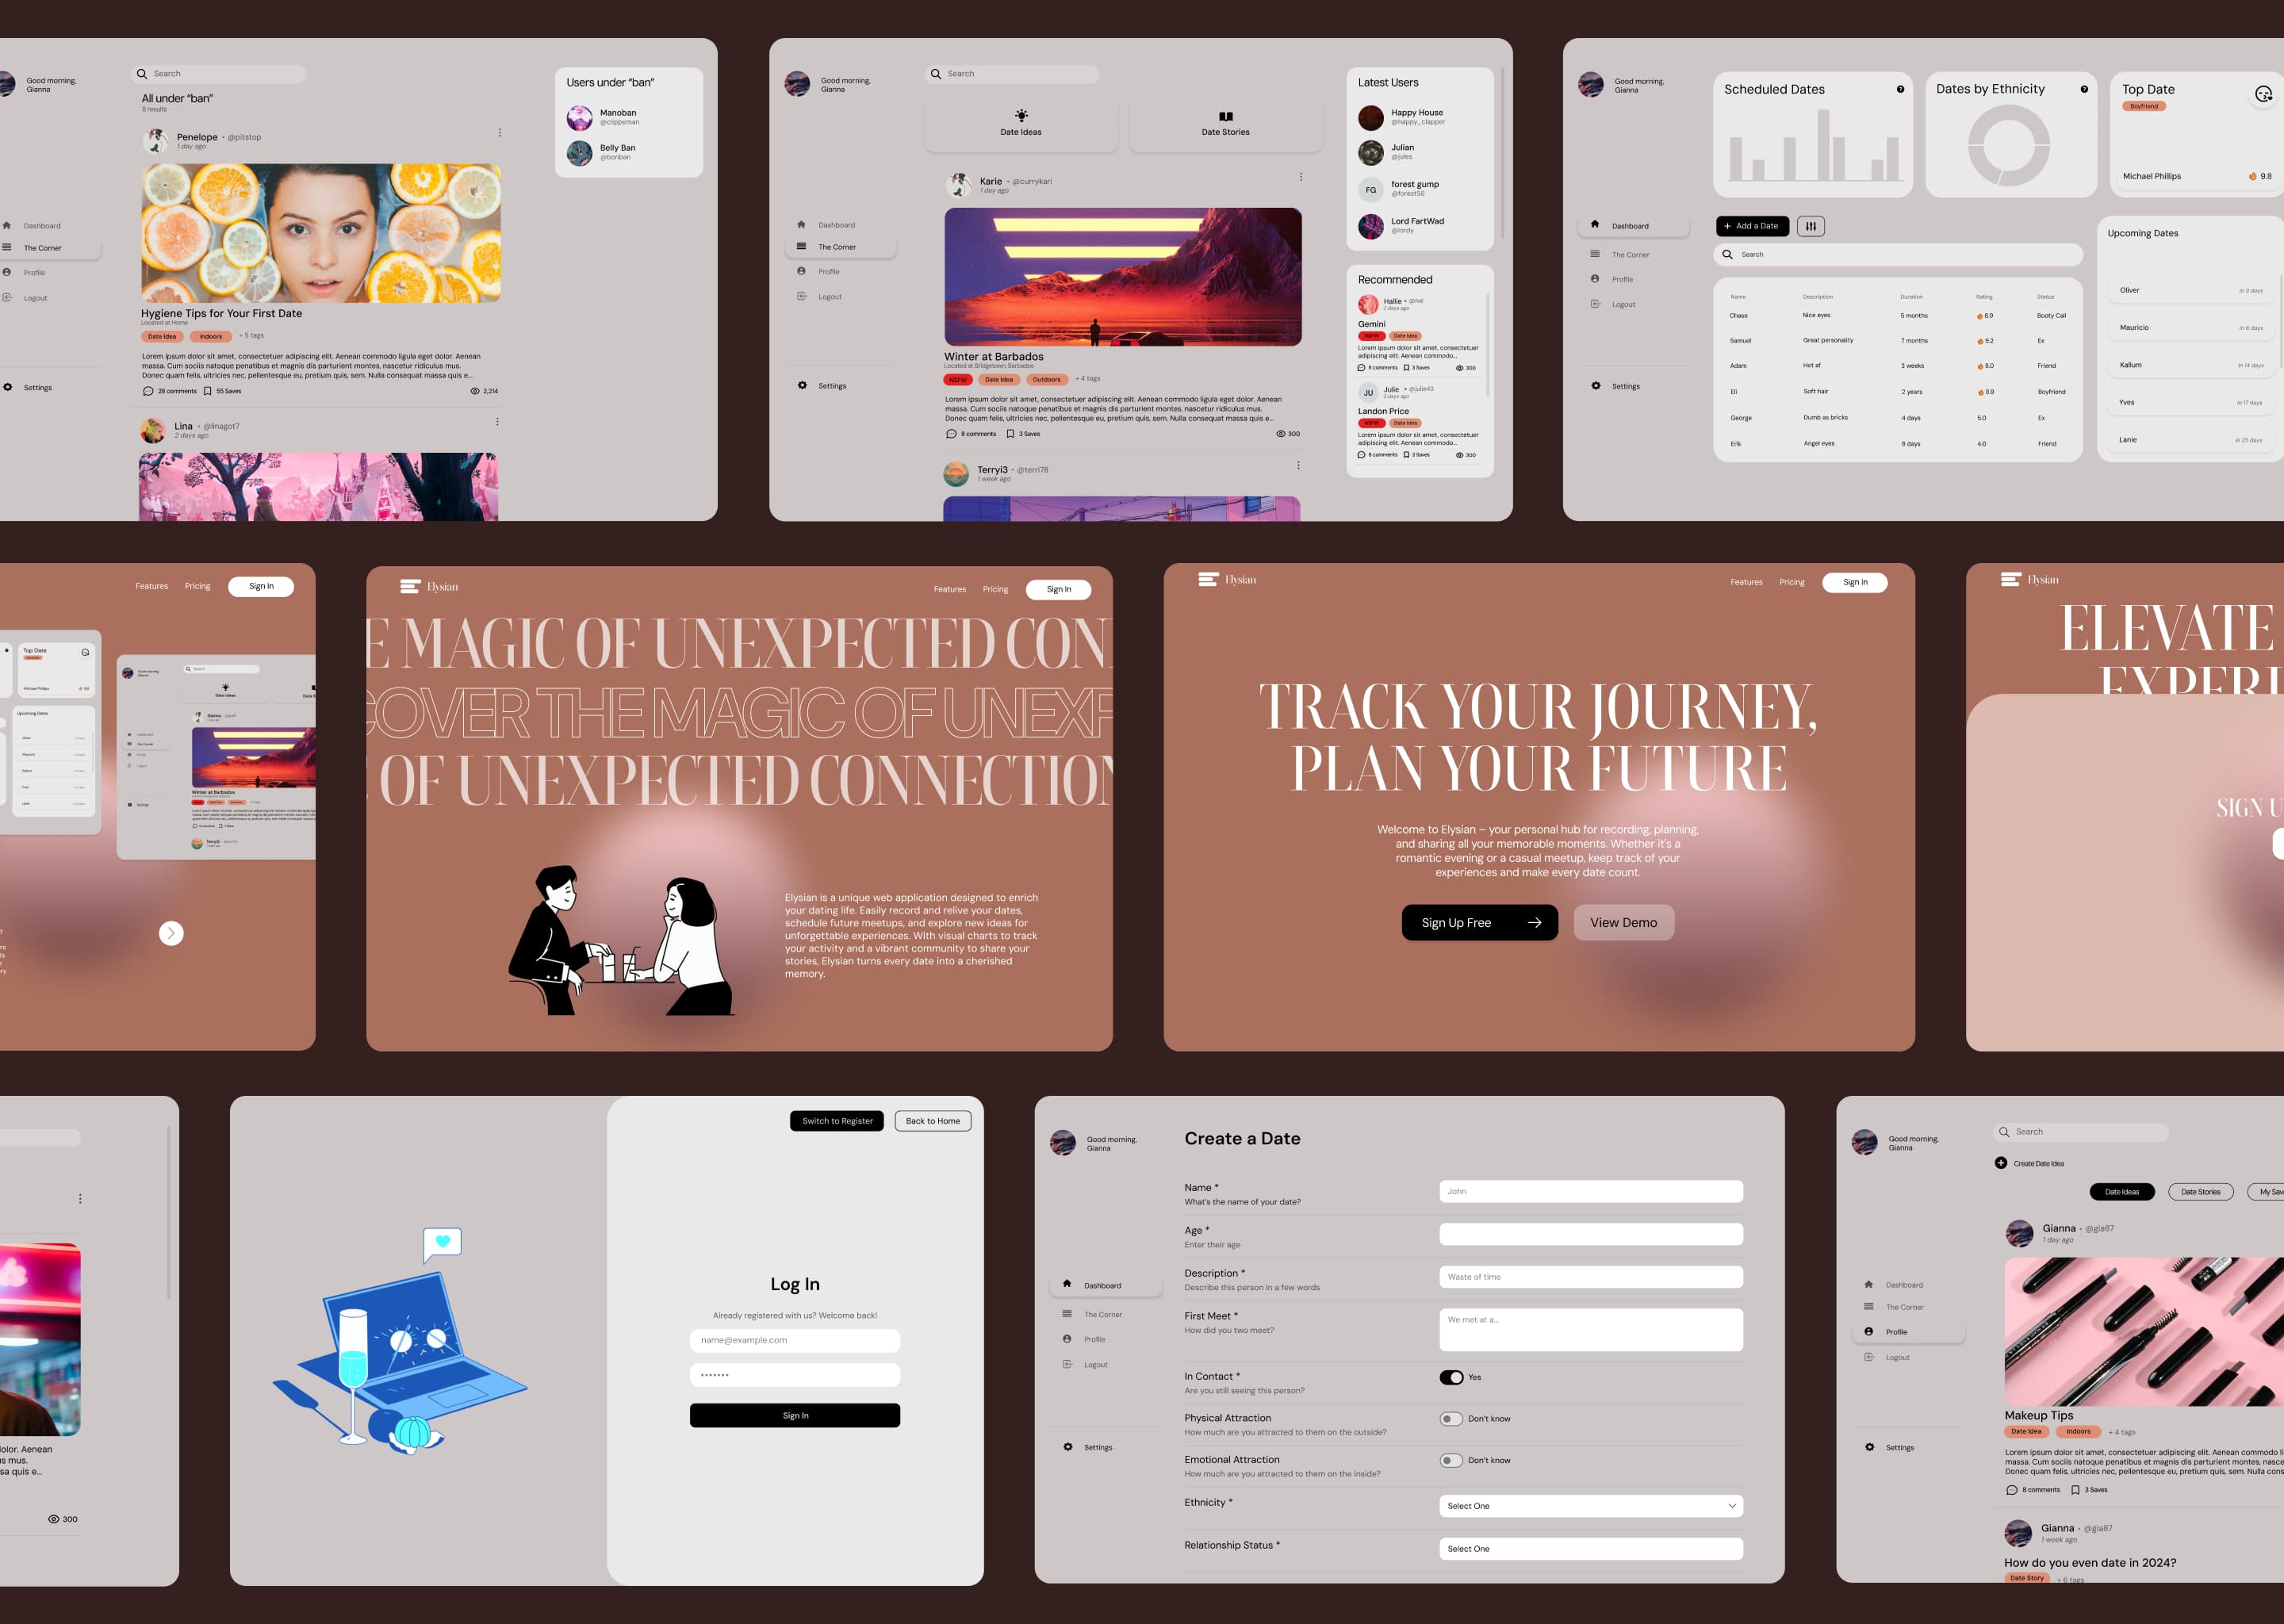 Good morning,
Gianna
Search
All under “ban”
8 results
Penelope • @pitstop
1 day ago
Dashboard
The Corner
Profile
Logout
Settings
Hygiene Tips for Your First Date
Located at Home
Date Idea
Indoors
+ 5 tags
Lorem ipsum dolor sit amet, consectetuer adipiscing elit. Aenean commodo ligula eget dolor. Aenean
massa. Cum sociis natoque penatibus et magnis dis parturient montes, nascetur ridiculus mus.
Donec quam felis, ultricies nec, pellentesque eu, pretium quis, sem. Nulla consequat massa quis e...
28 comments
55 Saves
2,214
Lina • @linagot7
2 days ago
Users under “ban”
Manoban
@clippeman
Belly Ban
@bonban
Good morning,
Gianna
Search
Date Ideas
Date Stories
Dashboard
The Corner
Profile
Logout
Settings
Karie • @currykari
1 day ago
Winter at Barbados
Located at Bridgetown, Barbados
NSFW
Date Idea
Outdoors
+ 4 tags
Lorem ipsum dolor sit amet, consectetuer adipiscing elit. Aenean commodo ligula eget dolor. Aenean
massa. Cum sociis natoque penatibus et magnis dis parturient montes, nascetur ridiculus mus.
Donec quam felis, ultricies nec, pellentesque eu, pretium quis, sem. Nulla consequat massa quis e...
8 comments
3 Saves
300
Terryi3 • @terri78
1 week ago
Latest Users
Happy House
@happy_clapper
Julian
@jules
FG
forest gump
@forest56
Lord FartWad
@lordy
Recommended
Hallie • @hal
2 days ago
Gemini
NSFW
Date Idea
Lorem ipsum dolor sit amet, consectetuer
adipiscing elit. Aenean commodo...
8 comments
3 Saves
300
JU
Julie • @julie43
3 days ago
Landon Price
NSFW
Date Idea
Lorem ipsum dolor sit amet, consectetuer
adipiscing elit. Aenean commodo...
8 comments
3 Saves
300
Good morning,
Gianna
Dashboard
The Corner
Profile
Logout
Settings
Scheduled Dates
Dates by Ethnicity
Top Date
Boyfriend
Michael Phillips
9.8
+ Add a Date
Search
Name Description Duration Rating Status
Chase Nice eyes 5 months 8.9 Booty Call
Samuel Great personality 7 months 9.2 Ex
Adam Hot af 3 weeks 8.0 Friend
Eli Soft hair 2 years 8.9 Boyfriend
George Dumb as bricks 4 days 5.0 Ex
Erik Angel eyes 8 days 4.0 Friend
Upcoming Dates
Oliver in 3 days
Mauricio in 6 days
Kallum in 14 days
Yves in 17 days
Lanie in 25 days
Features
Pricing
Sign In
Top Date
Michael Phillips
9.8
Upcoming Dates
Oliver
Mauricio
Kallum
Yves
Lanie
Good morning,
Gianna
Search
Date Ideas
Dashboard
The Corner
Profile
Logout
Settings
Gianna
Winter at Barbados
Terryi3
Elysian
Features
Pricing
Sign In
E MAGIC OF UNEXPECTED CON
COVER THE MAGIC OF UNEXP
OF UNEXPECTED CONNECTION
Elysian is a unique web application designed to enrich
your dating life. Easily record and relive your dates,
schedule future meetups, and explore new ideas for
unforgettable experiences. With visual charts to track
your activity and a vibrant community to share your
stories, Elysian turns every date into a cherished
memory.
Elysian
Features
Pricing
Sign In
TRACK YOUR JOURNEY,
PLAN YOUR FUTURE
Welcome to Elysian – your personal hub for recording, planning,
and sharing all your memorable moments. Whether it's a
romantic evening or a casual meetup, keep track of your
experiences and make every date count.
Sign Up Free
View Demo
Elysian
ELEVATE
EXPERI
SIGN U
olor. Aenean
s mus.
sa quis e...
300
Switch to Register
Back to Home
Log In
Already registered with us? Welcome back!
name@example.com
Sign In
Good morning,
Gianna
Dashboard
The Corner
Profile
Logout
Settings
Create a Date
Name *
What's the name of your date?
John
Age *
Enter their age
Description *
Describe this person in a few words
Waste of time
First Meet *
How did you two meet?
We met at a...
In Contact *
Are you still seeing this person?
Yes
Physical Attraction
How much are you attracted to them on the outside?
Don't know
Emotional Attraction
How much are you attracted to them on the inside?
Don't know
Ethnicity *
Select One
Relationship Status *
Select One
Good morning,
Gianna
Dashboard
The Corner
Profile
Logout
Settings
Search
Create Date Idea
Date Ideas
Date Stories
My Sav
Gianna • @gia87
1 day ago
Makeup Tips
Date Idea
Indoors
+ 4 tags
Lorem ipsum dolor sit amet, consectetuer adipiscing elit. Aenean commodo li
massa. Cum sociis natoque penatibus et magnis dis parturient montes, nasce
Donec quam felis, ultricies nec, pellentesque eu, pretium quis, sem. Nulla cons
8 comments
3 Saves
Gianna • @gia87
1 week ago
How do you even date in 2024?
Date Story
+ 6 tags